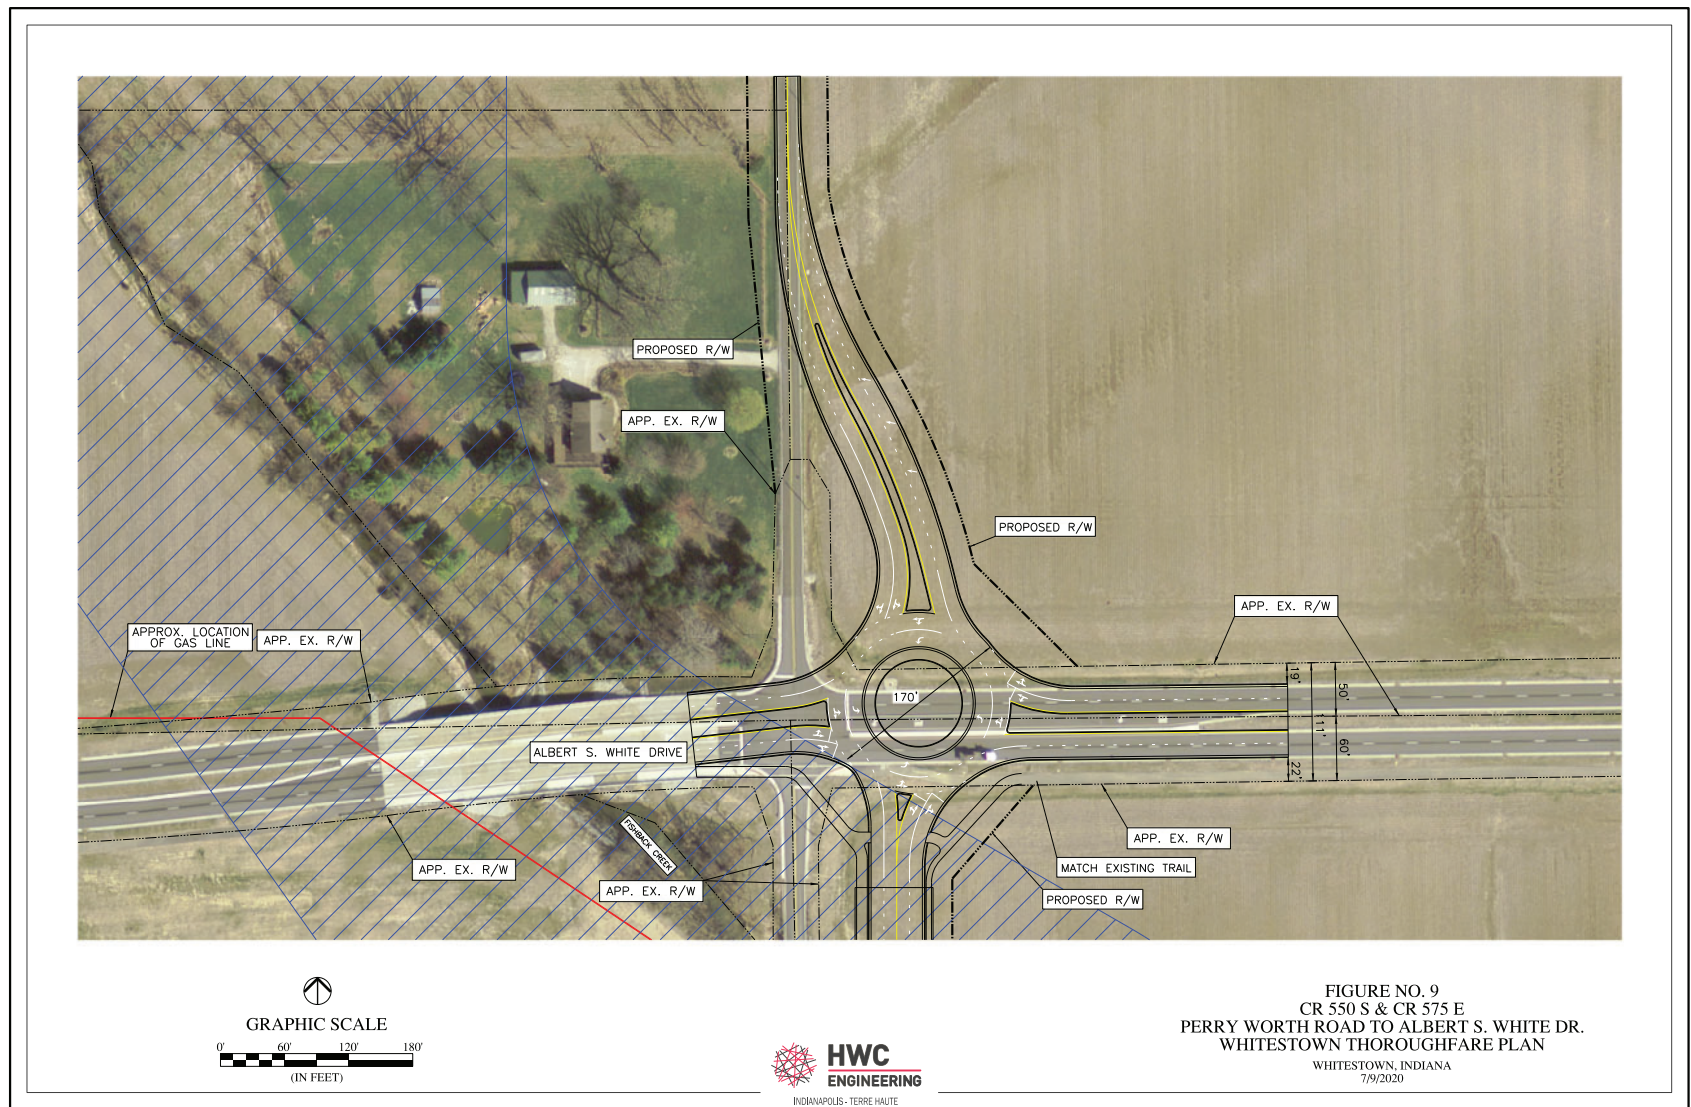 PROPOSED R/W
APP. EX. R/W
PROPOSED R/W
APP. EX. R/W
APPROX. LOCATION
OF GAS LINE
APP. EX. R/W
170'
19'
50'
111'
60'
22'
ALBERT S. WHITE DRIVE
FISHBACK CREEK
APP. EX. R/W
APP. EX. R/W
APP. EX. R/W
MATCH EXISTING TRAIL
PROPOSED R/W
GRAPHIC SCALE
0' 60' 120' 180'
(IN FEET)
HWC
ENGINEERING
INDIANAPOLIS - TERRE HAUTE
FIGURE NO. 9
CR 550 S & CR 575 E
PERRY WORTH ROAD TO ALBERT S. WHITE DR.
WHITESTOWN THOROUGHFARE PLAN
WHITESTOWN, INDIANA
7/9/2020